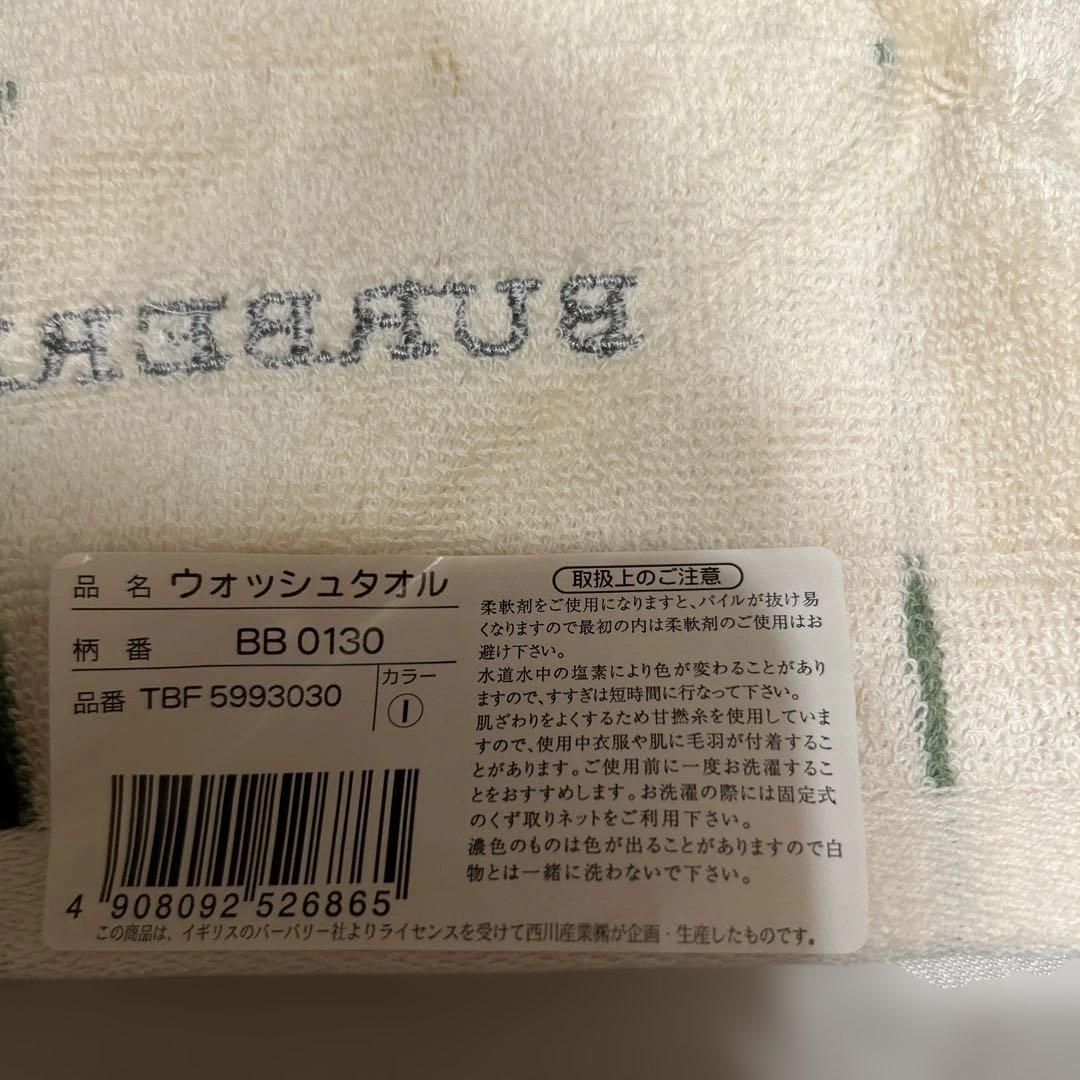 BURBER
品名 ウォッシュタオル
柄番 BB 0130
品番 TBF 5993030
カラー
①
4 908092 526865
取扱上のご注意
柔軟剤をご使用になりますと、パイルが抜け易
くなりますので最初の内は柔軟剤のご使用はお
避け下さい。
水道水中の塩素により色が変わることがあり
ますので、すすぎは短時間に行なって下さい。
肌ざわりをよくするため甘撚糸を使用していま
すので、使用中衣服や肌に毛羽が付着するこ
とがあります。ご使用前に一度お洗濯するこ
とをおすすめします。お洗濯の際には固定式
のくず取りネットをご利用下さい。
濃色のものは色が出ることがありますので白
物とは一緒に洗わないで下さい。
この商品は、イギリスのバーバリー社よりライセンスを受けて西川産業㈱が企画・生産したものです。